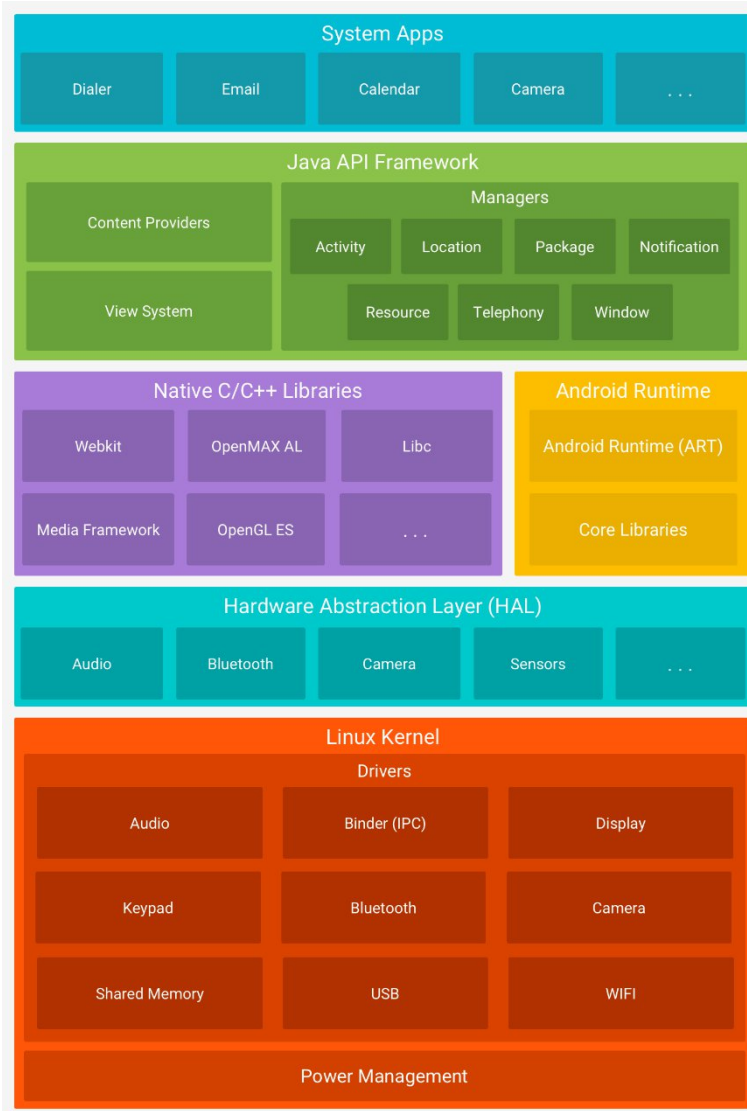 System Apps
Dialer
Email
Calendar
Camera
. . .
Java API Framework
Content Providers
View System
Managers
Activity
Location
Package
Notification
Resource
Telephony
Window
Native C/C++ Libraries
Webkit
OpenMAX AL
Libc
Media Framework
OpenGL ES
. . .
Android Runtime
Android Runtime (ART)
Core Libraries
Hardware Abstraction Layer (HAL)
Audio
Bluetooth
Camera
Sensors
. . .
Linux Kernel
Drivers
Audio
Binder (IPC)
Display
Keypad
Bluetooth
Camera
Shared Memory
USB
WIFI
Power Management